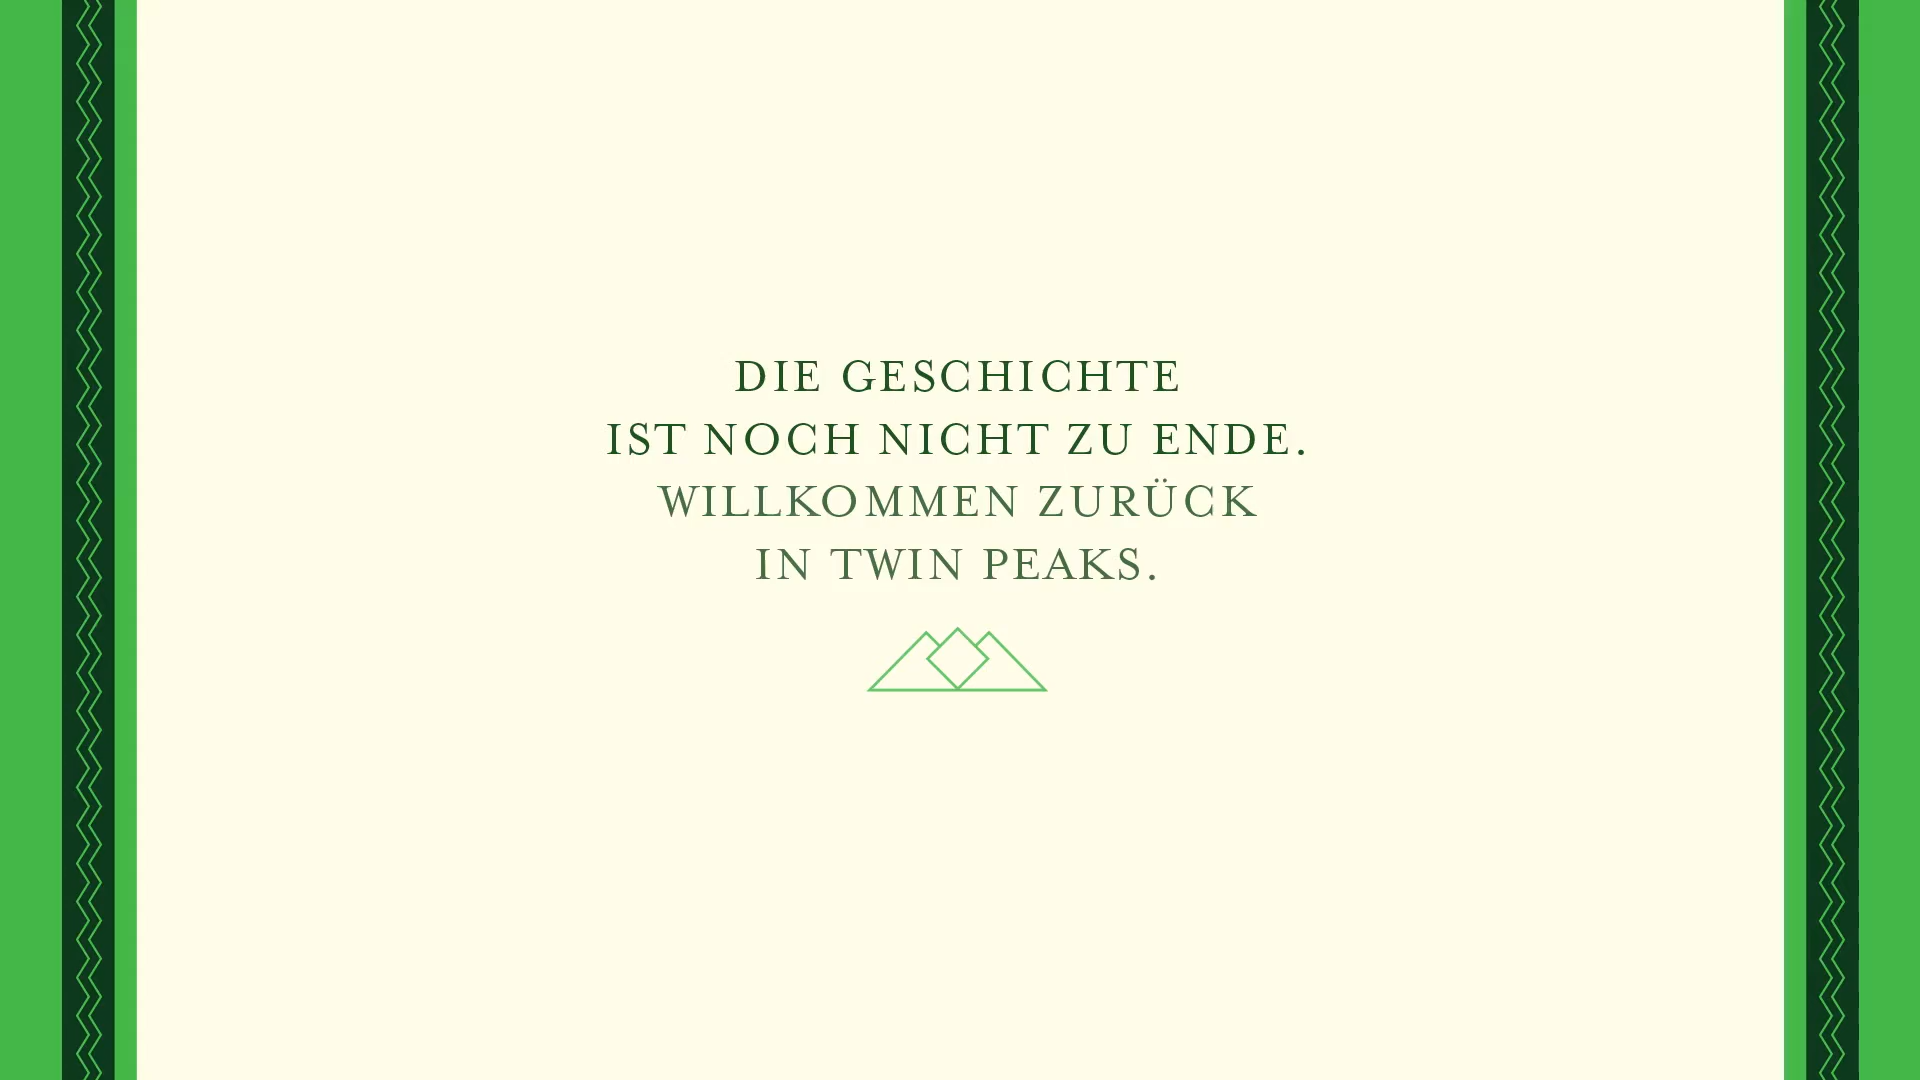 DIE GESCHICHTE
IST NOCH NICHT ZU ENDE.
WILLKOMMEN ZURÜCK
IN TWIN PEAKS.